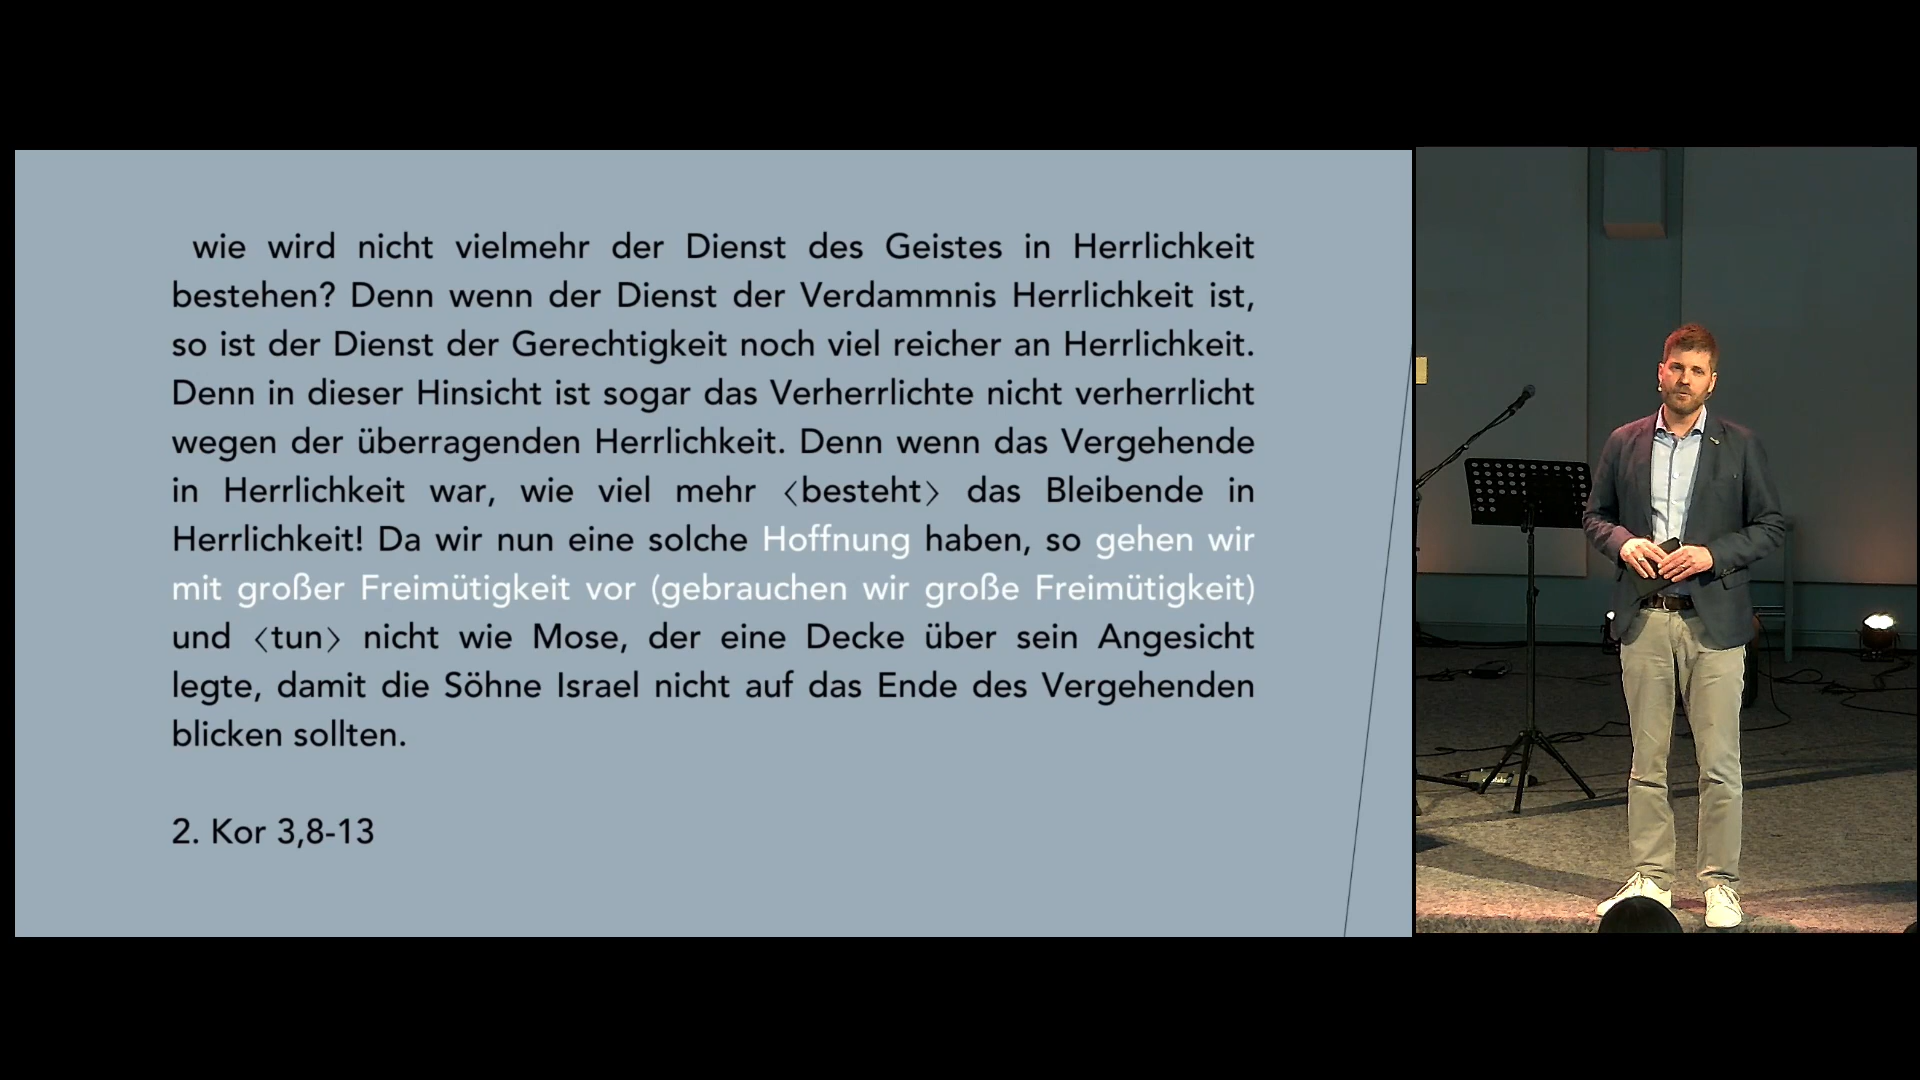 wie wird nicht vielmehr der Dienst des Geistes in Herrlichkeit
bestehen? Denn wenn der Dienst der Verdammnis Herrlichkeit ist,
so ist der Dienst der Gerechtigkeit noch viel reicher an Herrlichkeit.
Denn in dieser Hinsicht ist sogar das Verherrlichte nicht verherrlicht
wegen der überragenden Herrlichkeit. Denn wenn das Vergehende
in Herrlichkeit war, wie viel mehr 〈besteht〉 das Bleibende in
Herrlichkeit! Da wir nun eine solche Hoffnung haben, so gehen wir
mit großer Freimütigkeit vor (gebrauchen wir große Freimütigkeit)
und 〈tun〉 nicht wie Mose, der eine Decke über sein Angesicht
legte, damit die Söhne Israel nicht auf das Ende des Vergehenden
blicken sollten.
2. Kor 3,8-13